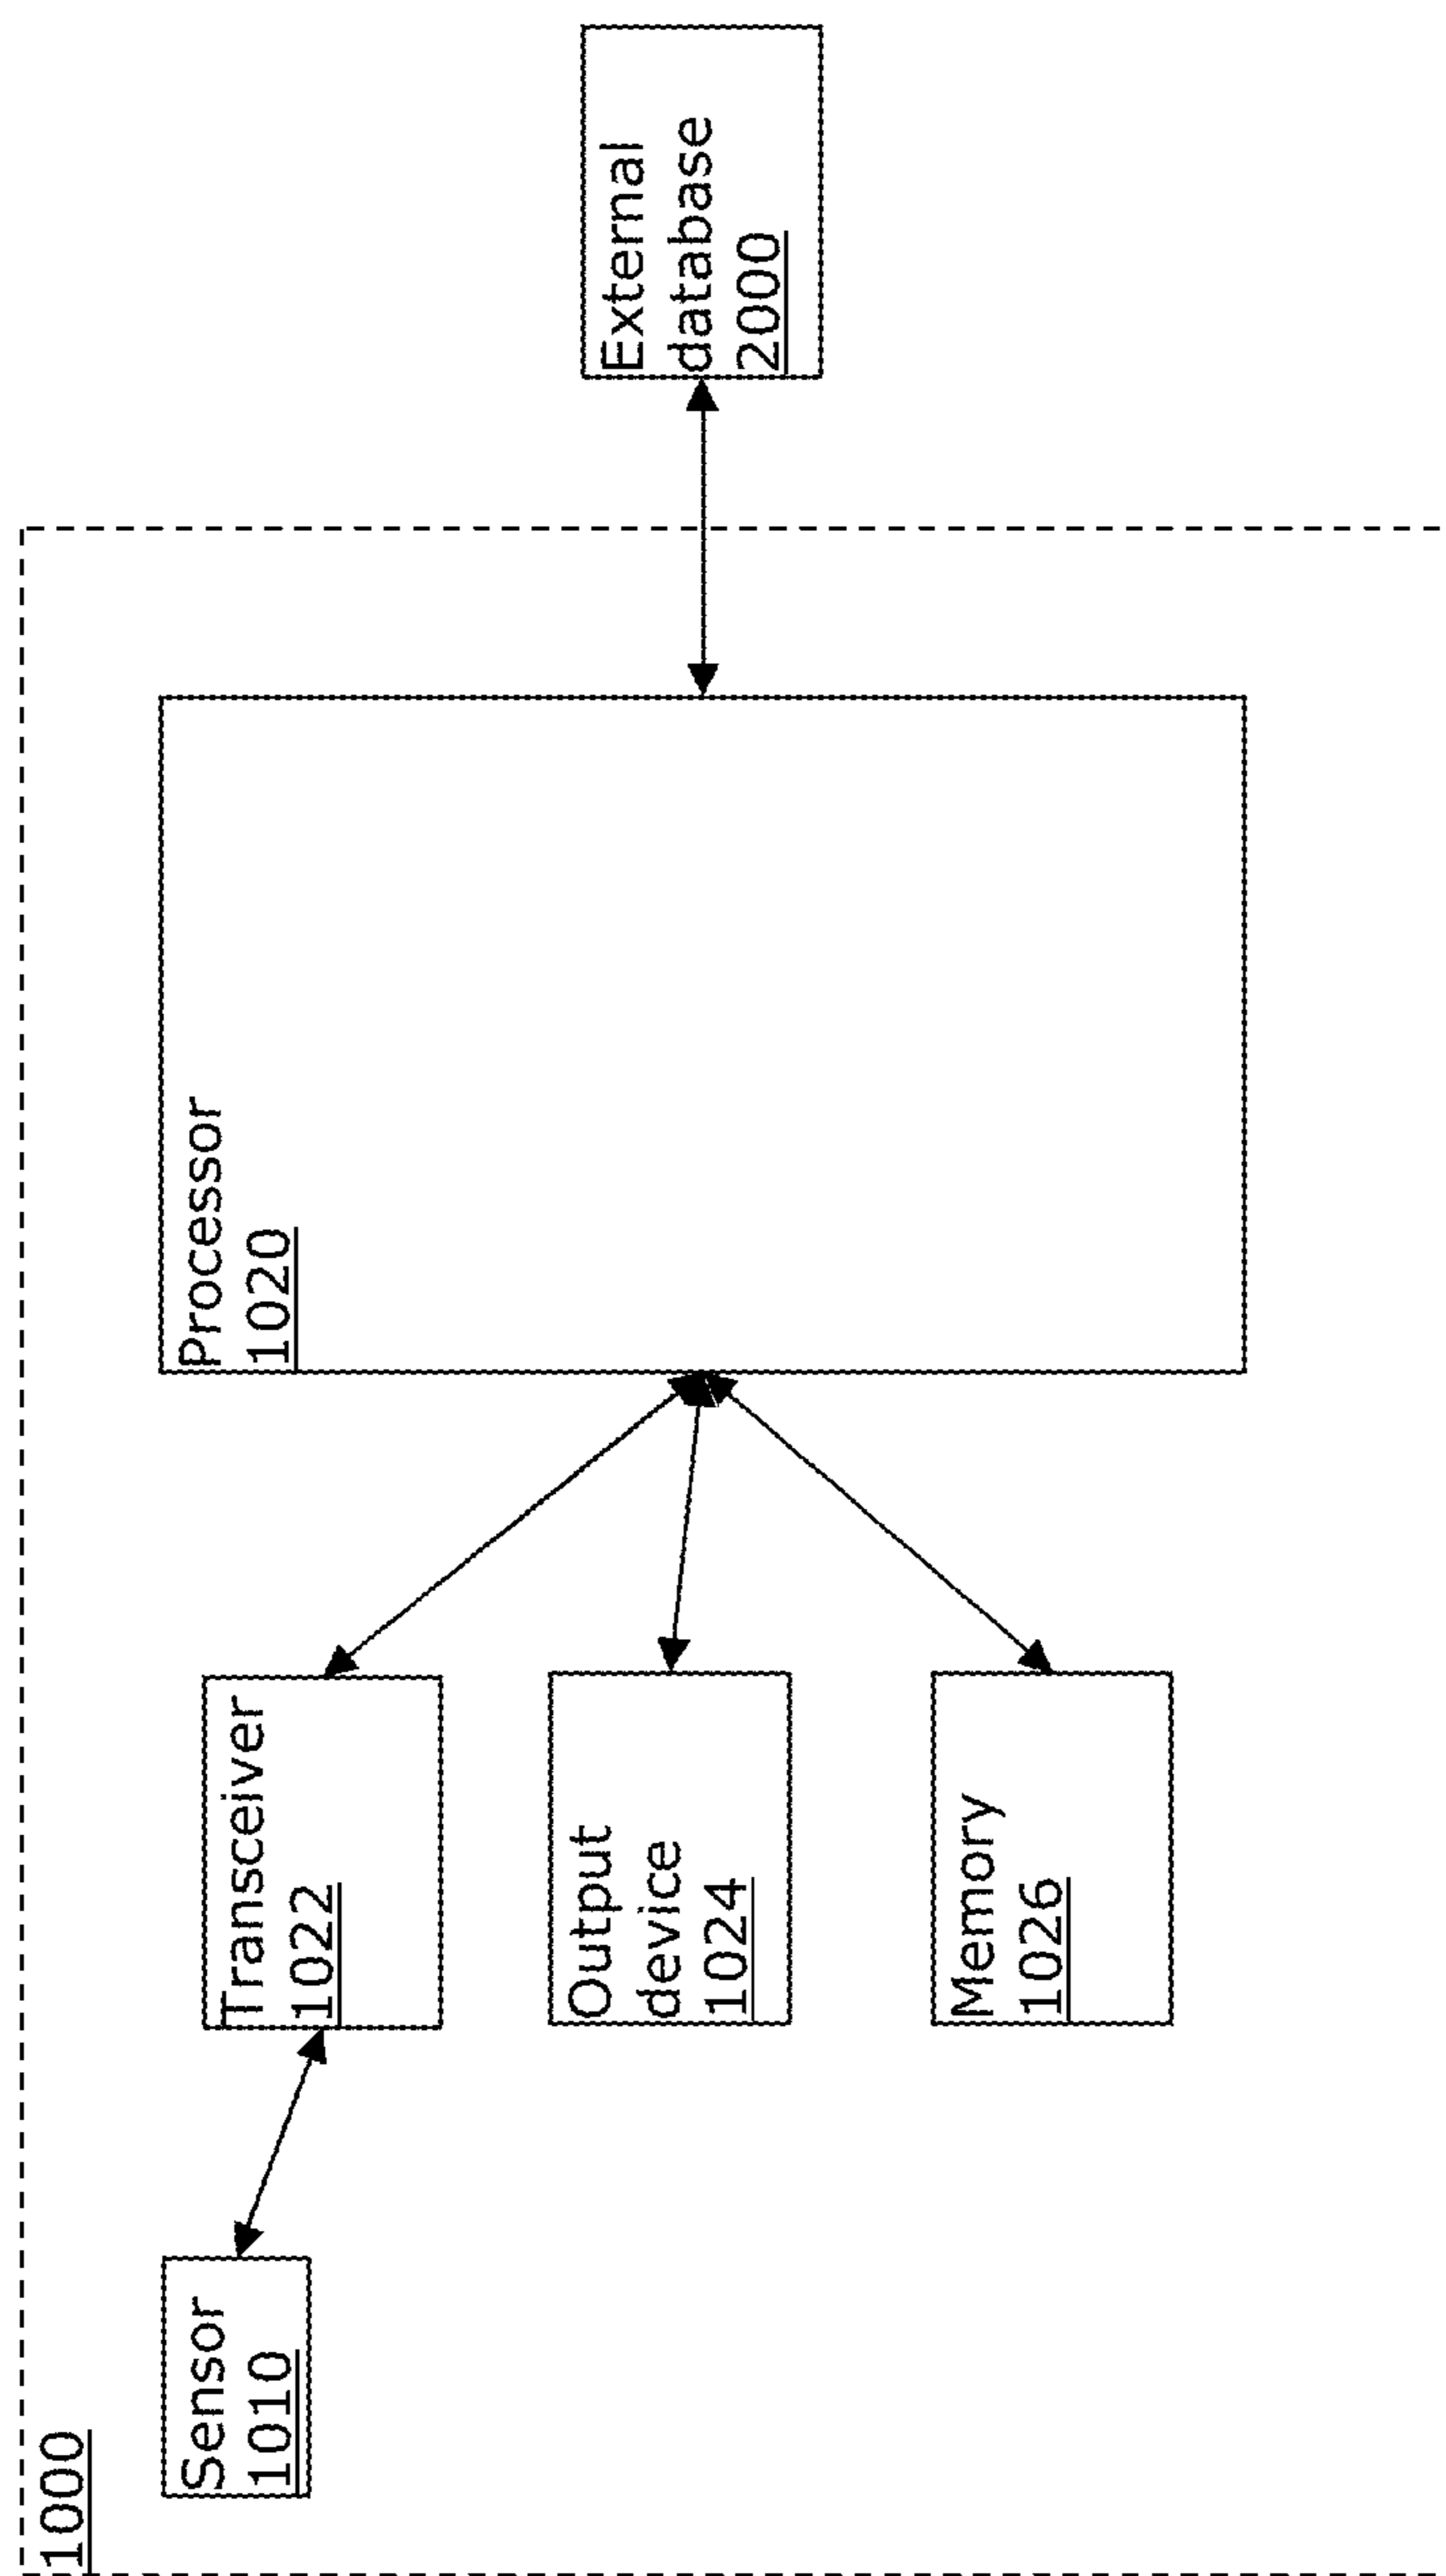 1000
Sensor
1010
Transceiver
1022
Output
device
1024
Memory
1026
Processor
1020
External
database
2000